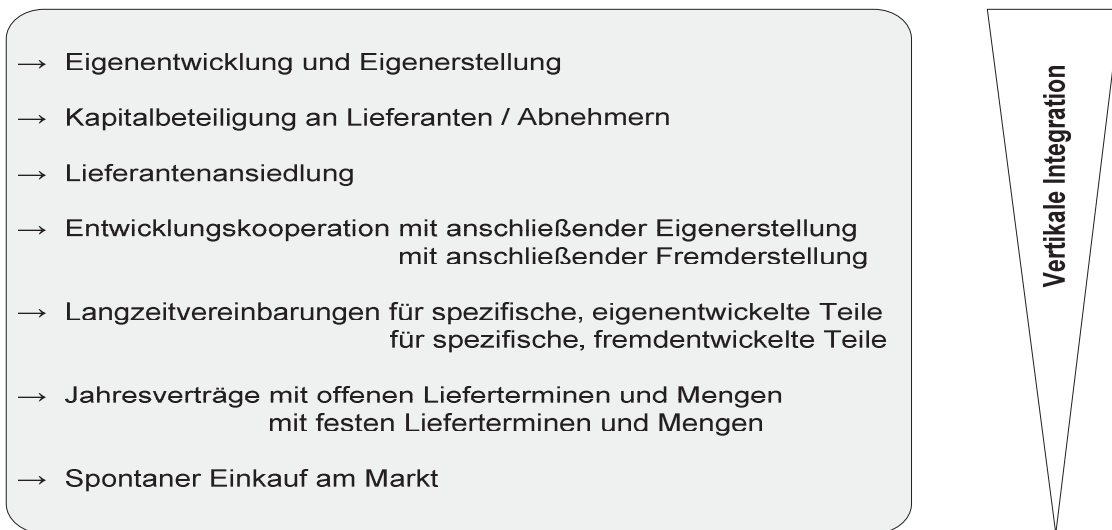 → Eigenentwicklung und Eigenerstellung
→ Kapitalbeteiligung an Lieferanten / Abnehmern
→ Lieferantenansiedlung
→ Entwicklungskooperation mit anschließender Eigenerstellung
mit anschließender Fremderstellung
→ Langzeitvereinbarungen für spezifische, eigenentwickelte Teile
für spezifische, fremdentwickelte Teile
→ Jahresverträge mit offenen Lieferterminen und Mengen
mit festen Lieferterminen und Mengen
→ Spontaner Einkauf am Markt
Vertikale Integration